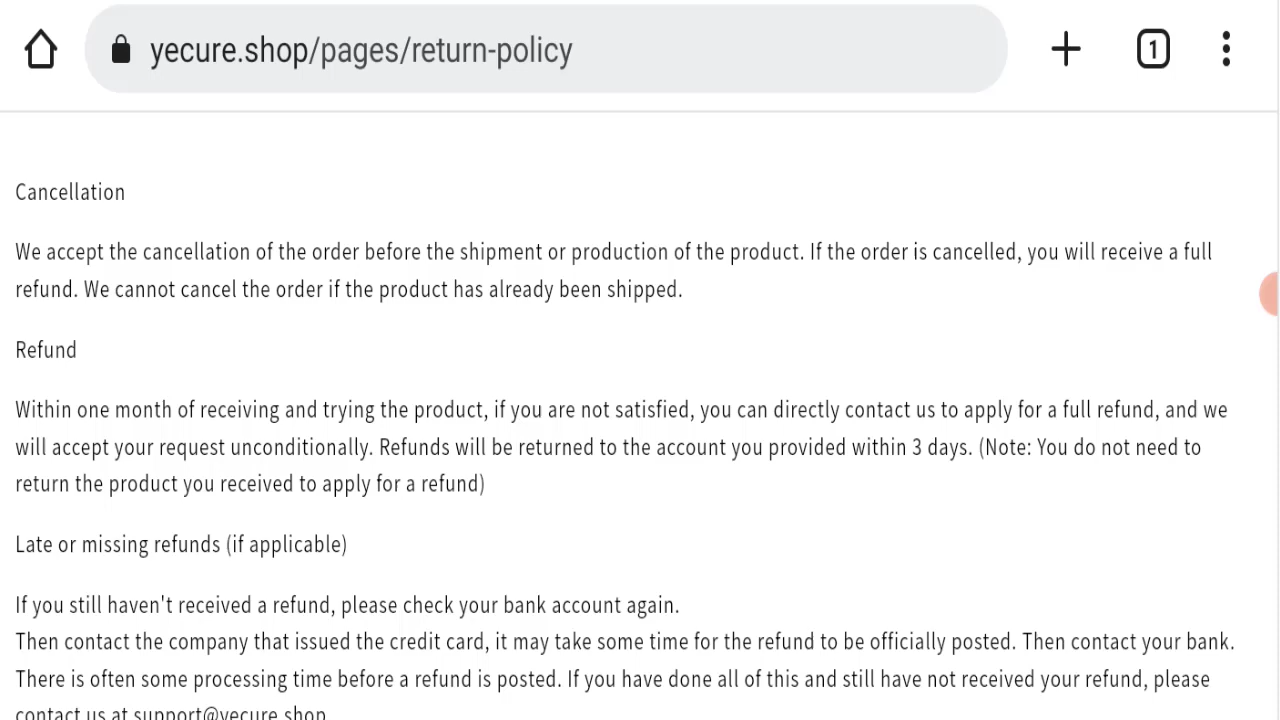 yecure.shop/pages/return-policy
1
Cancellation
We accept the cancellation of the order before the shipment or production of the product. If the order is cancelled, you will receive a full
refund. We cannot cancel the order if the product has already been shipped.
Refund
Within one month of receiving and trying the product, if you are not satisfied, you can directly contact us to apply for a full refund, and we
will accept your request unconditionally. Refunds will be returned to the account you provided within 3 days. (Note: You do not need to
return the product you received to apply for a refund)
Late or missing refunds (if applicable)
If you still haven't received a refund, please check your bank account again.
Then contact the company that issued the credit card, it may take some time for the refund to be officially posted. Then contact your bank.
There is often some processing time before a refund is posted. If you have done all of this and still have not received your refund, please
contact us at support@yecure.shop